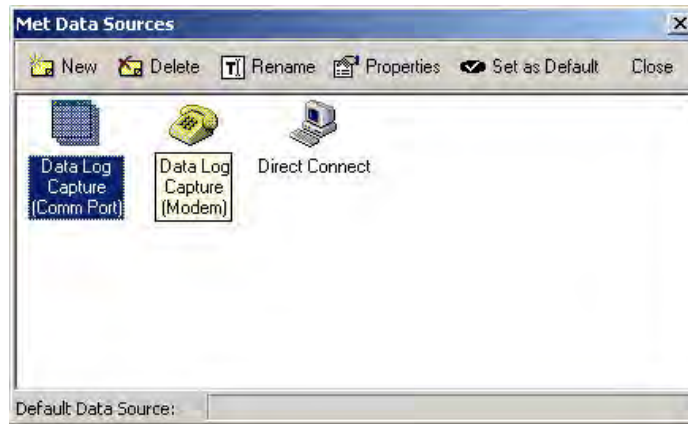 Met Data Sources
New Delete Rename Properties Set as Default Close
Data Log
Capture
(Comm Port)
Data Log
Capture
(Modem)
Direct Connect
Default Data Source: